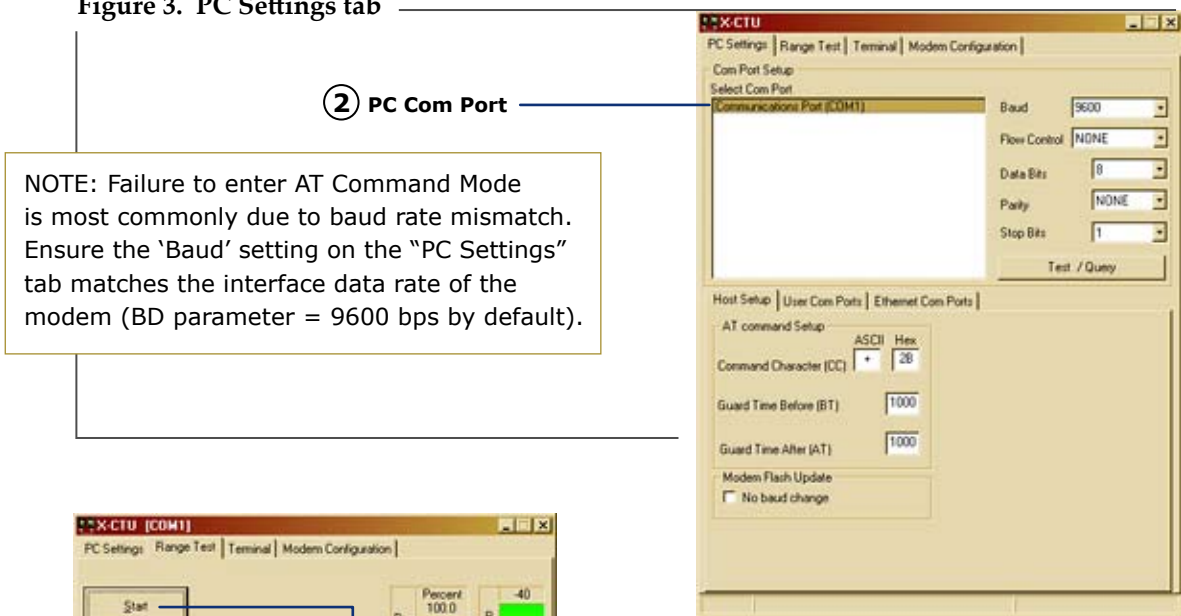 Figure 3. PC Settings tab
② PC Com Port
NOTE: Failure to enter AT Command Mode
is most commonly due to baud rate mismatch.
Ensure the ‘Baud’ setting on the “PC Settings”
tab matches the interface data rate of the
modem (BD parameter = 9600 bps by default).
X-CTU
PC Settings Range Test Terminal Modem Configuration
Com Port Setup
Select Com Port
Communications Port (COM1)
Baud 9600
Flow Control NONE
Data Bits 8
Parity NONE
Stop Bits 1
Test / Query
Host Setup User Com Ports Ethernet Com Ports
AT command Setup
ASCII Hex
Command Character (CC) + 2B
Guard Time Before (BT) 1000
Guard Time After (AT) 1000
Modem Flash Update
No baud change
X-CTU [COM1]
PC Settings Range Test Terminal Modem Configuration
Start
Percent
100.0
-40